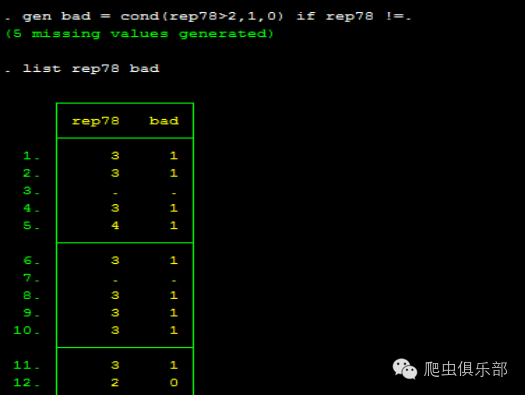 . gen bad = cond(rep78>2,1,0) if rep78 !=.
(5 missing values generated)
. list rep78 bad
rep78 bad
1. 3 1
2. 3 1
3. . .
4. 3 1
5. 4 1
6. 3 1
7. . .
8. 3 1
9. 3 1
10. 3 1
11. 3 1
12. 2 0
爬虫俱乐部